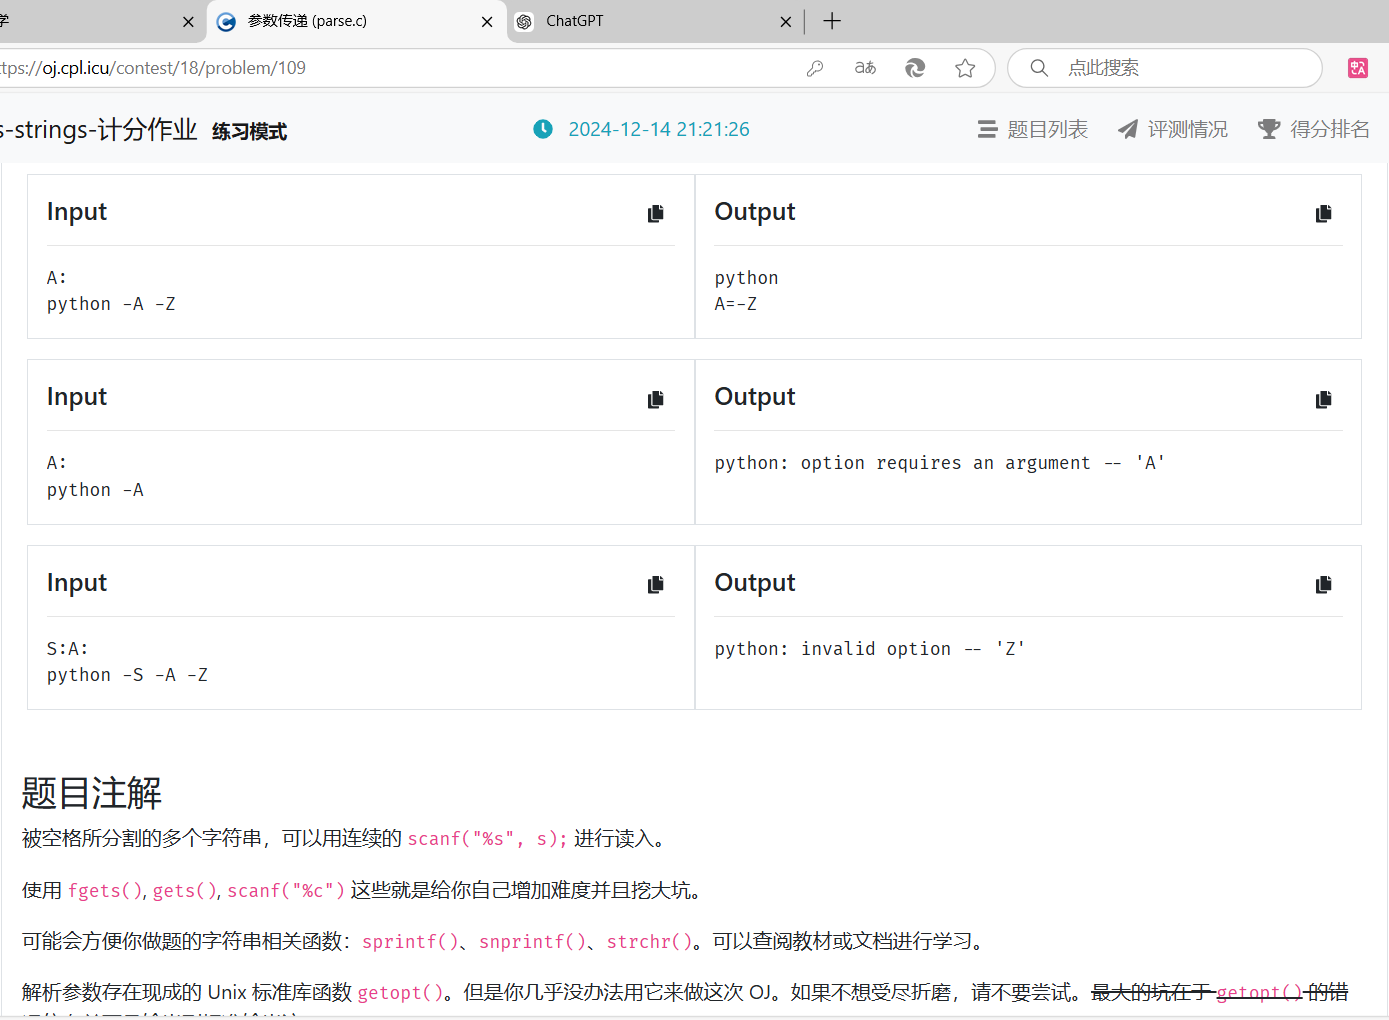 学
参数传递 (parse.c)
ChatGPT
ttps://oj.cpl.icu/contest/18/problem/109
点此搜索
s-strings-计分作业 练习模式
2024-12-14 21:21:26
题目列表
评测情况
得分排名
Input
Output
A:
python -A -Z
python
A=-Z
Input
Output
A:
python -A
python: option requires an argument -- 'A'
Input
Output
S:A:
python -S -A -Z
python: invalid option -- 'Z'
题目注解
被空格所分割的多个字符串，可以用连续的 scanf("%s", s); 进行读入。
使用 fgets(), gets(), scanf("%c") 这些就是给你自己增加难度并且挖大坑。
可能会方便你做题的字符串相关函数：sprintf()、snprintf()、strchr()。可以查阅教材或文档进行学习。
解析参数存在现成的 Unix 标准库函数 getopt()。但是你几乎没办法用它来做这次 OJ。如果不想受尽折磨，请不要尝试。最大的坑在于 getopt() 的错